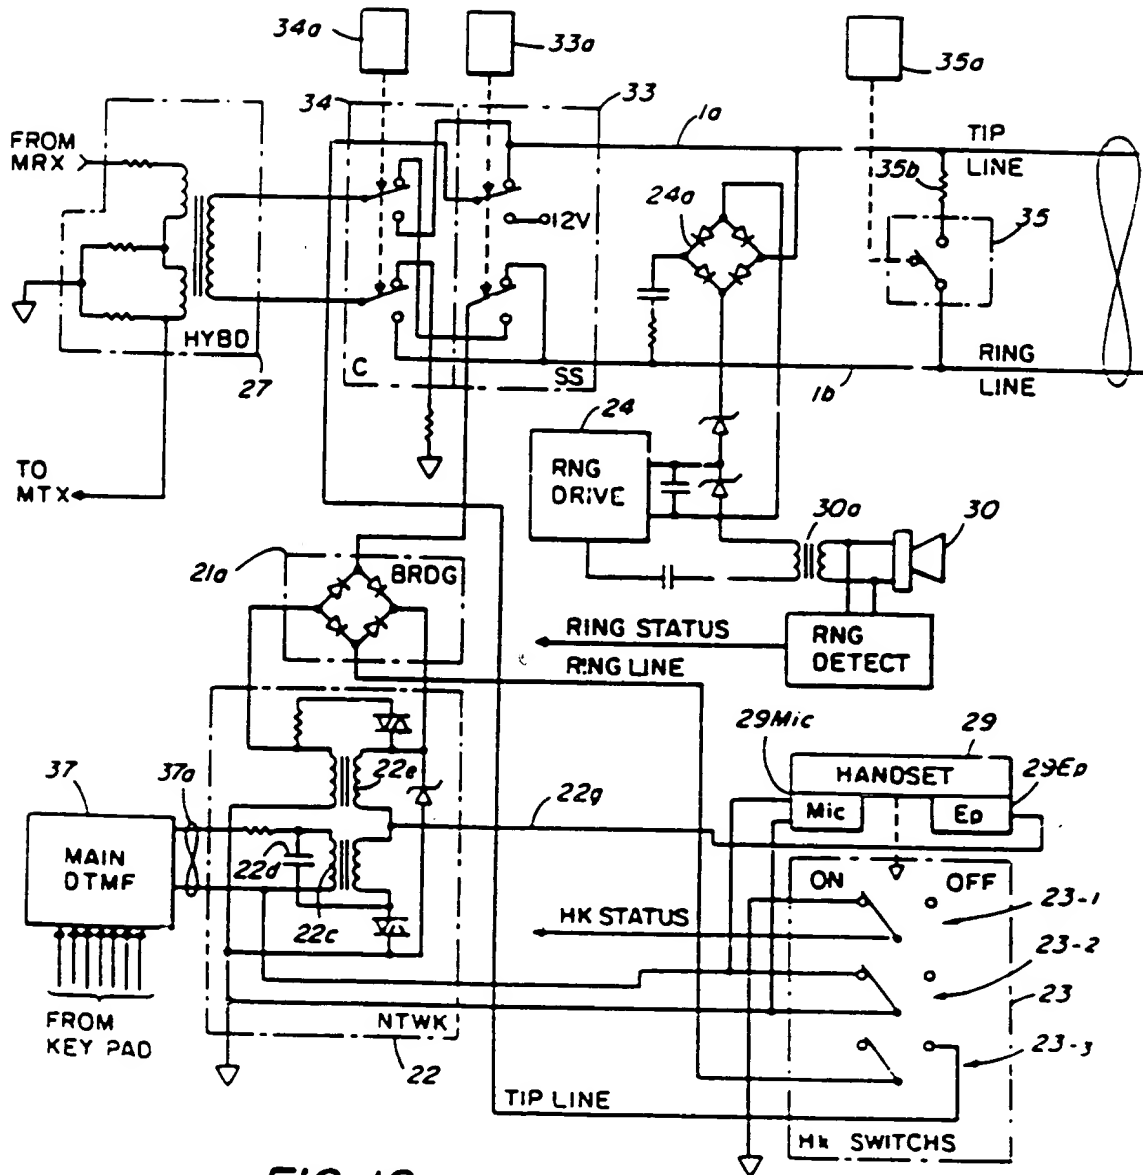 34a
33a
35a
34
33
1a
FROM
MRX
TIP
LINE
35b
24a
12V
35
HYBD
C
SS
27
RING
LINE
1b
24
TO
MTX
RNG
DRIVE
30a
30
21a
BRDG
RING STATUS
RING LINE
RNG
DETECT
29Mic
29
HANDSET
29Ep
Mic
Ep
37
37a
22e
22g
MAIN
DTMF
22d
22c
ON
OFF
HK STATUS
23-1
23-2
23
23-3
FROM
KEY PAD
NTWK
22
TIP LINE
Hk SWITCHS